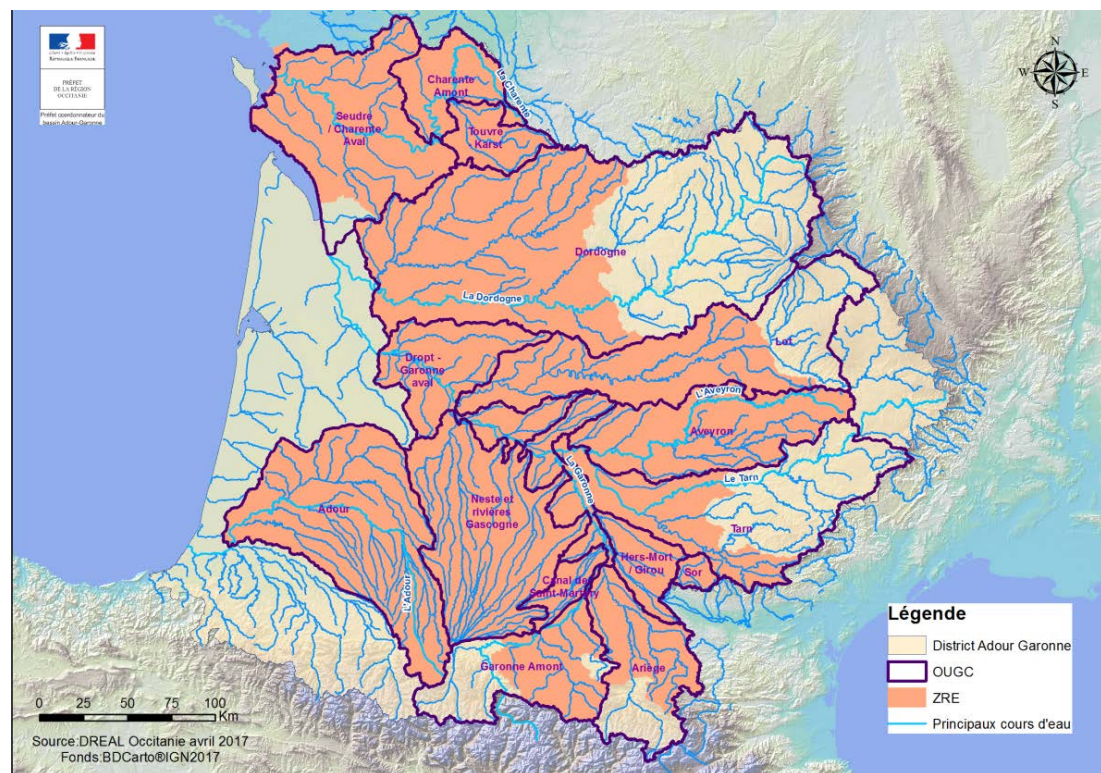 RÉPUBLIQUE FRANÇAISE
PRÉFET
DE LA RÉGION
OCCITANIE
Préfet coordonnateur du
bassin Adour-Garonne
N
W
E
S
Charente
Amont
La Charente
Seudre
/ Charente
Aval
Touvre
- Karst
Dordogne
La Dordogne
Lot
Dropt -
Garonne
aval
L'Aveyron
Aveyron
La Garonne
Le Tarn
Tarn
Neste et
rivières
Gascogne
Adour
L'Adour
Hers-Mort
/ Girou
Sor
Canal de
Saint-Martory
Garonne Amont
Ariège
Légende
District Adour Garonne
OUGC
ZRE
Principaux cours d'eau
0 25 50 75 100
Km
Source:DREAL Occitanie avril 2017
Fonds:BDCarto®IGN2017